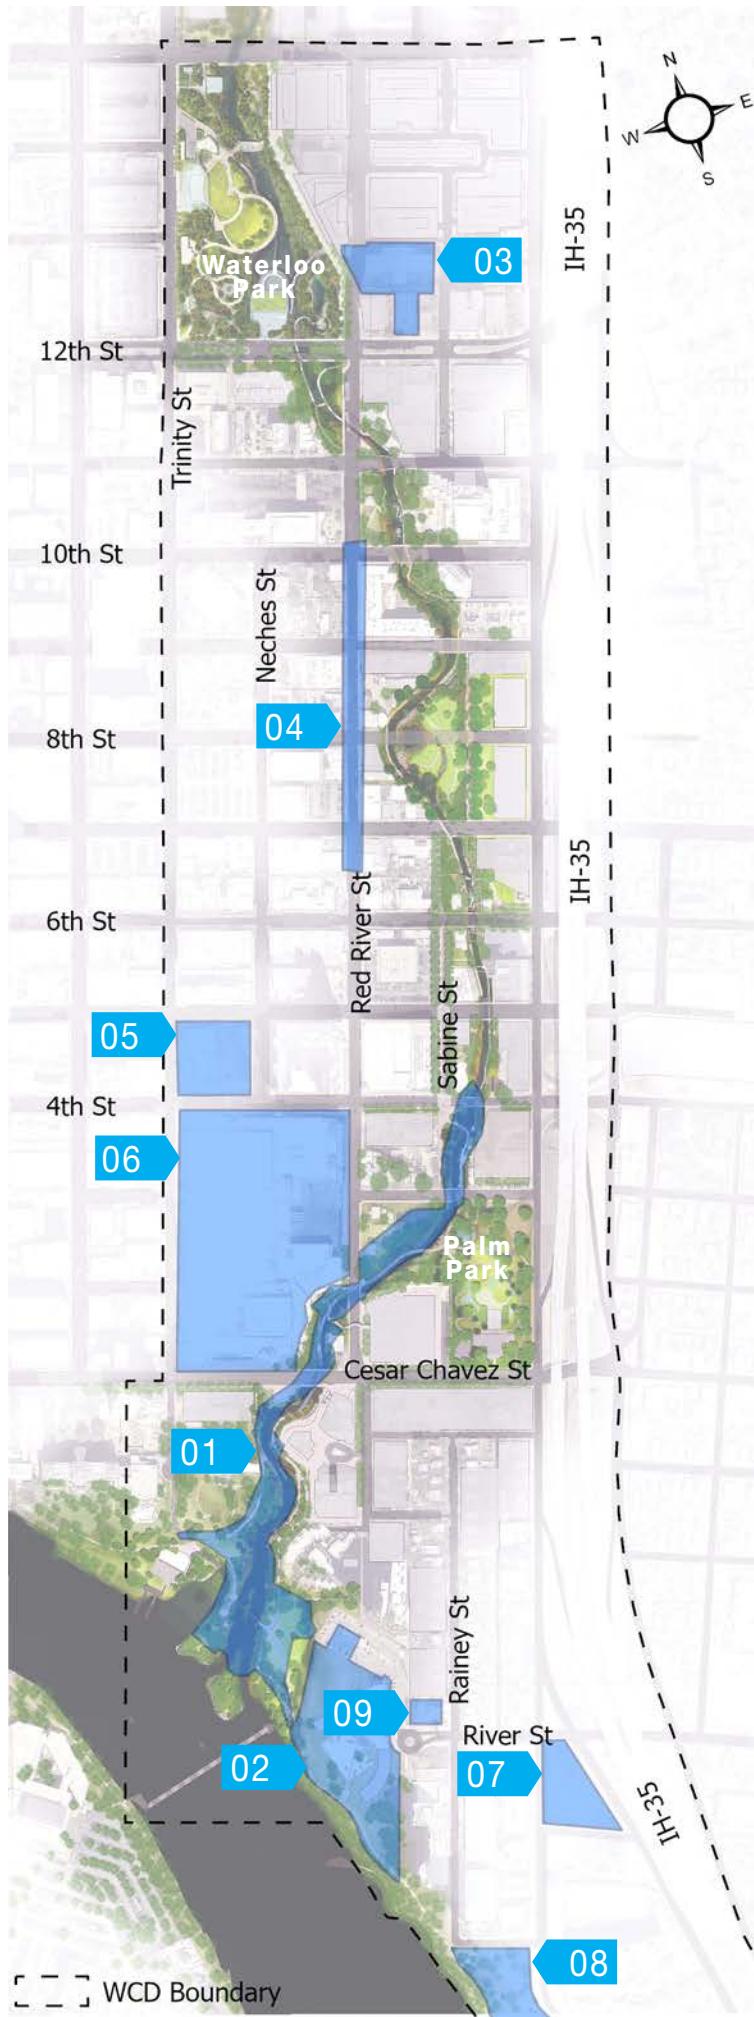 N
E
W
S
IH-35
03
Waterloo
Park
12th St
Trinity St
10th St
Neches St
04
8th St
IH-35
Red River St
6th St
Sabine St
05
4th St
06
Palm
Park
Cesar Chavez St
01
Rainey St
09
River St
02
07
IH-35
08
WCD Boundary